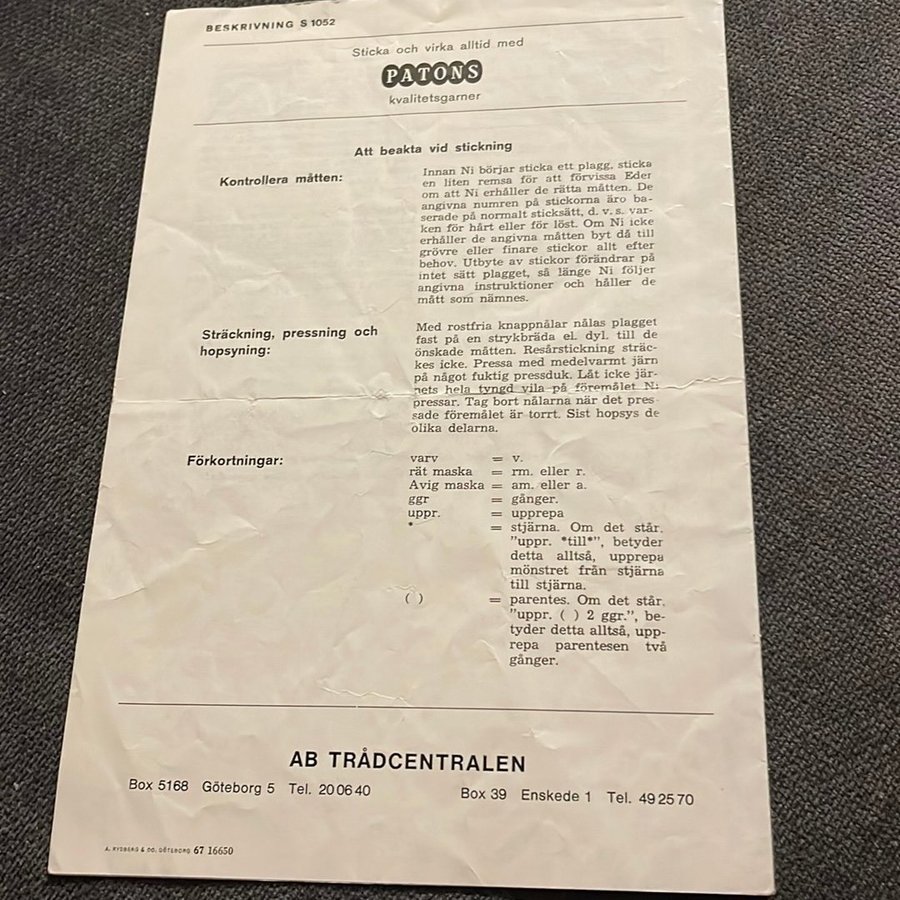 BESKRIVNING S 1052
Sticka och virka alltid med
PATONS
kvalitetsgarner
Att beakta vid stickning
Kontrollera måtten:
Innan Ni börjar sticka ett plagg, sticka
en liten remsa för att förvissa Eder
om att Ni erhåller de rätta måtten. De
angivna numren på stickorna äro ba-
serade på normalt sticksätt, d. v. s. var-
ken för hårt eller för löst. Om Ni icke
erhåller de angivna måtten byt då till
grövre eller finare stickor allt efter
behov. Utbyte av stickor förändrar på
intet sätt plagget, så länge Ni följer
angivna instruktioner och håller de
mått som nämnes.
Sträckning, pressning och
hopsyning:
Med rostfria knappnålar nålas plagget
fast på en strykbräda el. dyl. till de
önskade måtten. Resårstickning sträc-
kes icke. Pressa med medelvarmt järn
på något fuktig pressduk. Låt icke jär-
nets hela tyngd vila på föremålet Ni
pressar. Tag bort nålarna när det pres-
sade föremålet är torrt. Sist hopsys de
olika delarna.
Förkortningar:
varv = v.
rät maska = rm. eller r.
Avig maska = am. eller a.
ggr = gånger.
uppr. = upprepa
* = stjärna. Om det står.
"uppr. *till*", betyder
detta alltså, upprepa
mönstret från stjärna
till stjärna.
( ) = parentes. Om det står.
"uppr. ( ) 2 ggr.", be-
tyder detta alltså, upp-
repa parentesen två
gånger.
AB TRÅDCENTRALEN
Box 5168 Göteborg 5 Tel. 20 06 40
Box 39 Enskede 1 Tel. 49 25 70
A. RYDBERG & CO. GÖTEBORG 67 16650